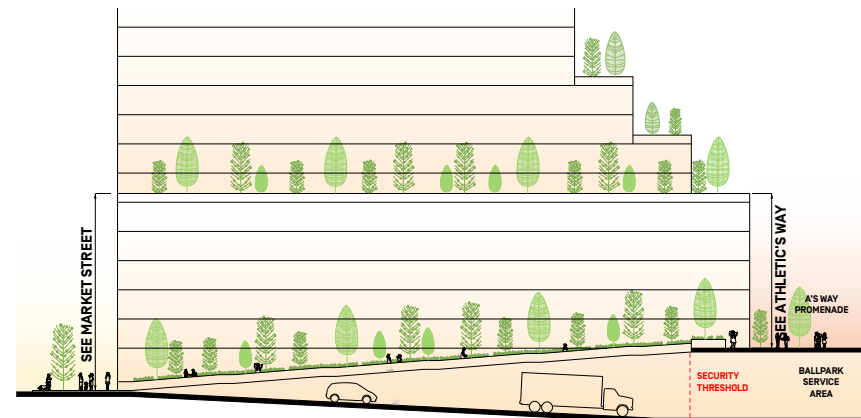 SEE MARKET STREET
SEE ATHLETIC'S WAY
A'S WAY
PROMENADE
SECURITY
THRESHOLD
BALLPARK
SERVICE
AREA